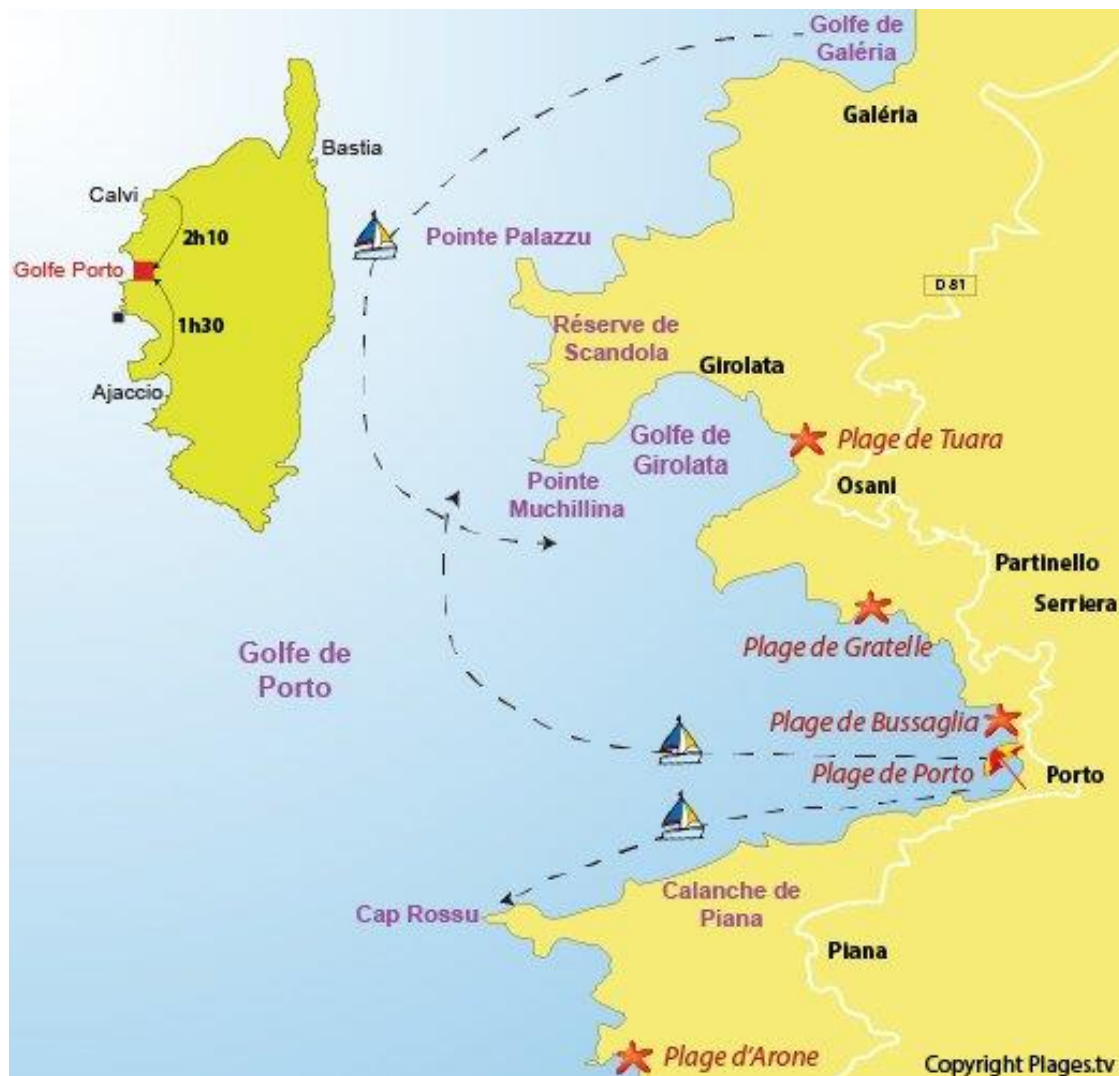 Golfe de
Galéria
Galéria
Bastia
Calvi
2h10
Golfe Porto
1h30
Ajaccio
Pointe Palazzu
D 81
Réserve de
Scandola
Girolata
Golfe de
Girolata
Plage de Tuara
Pointe
Muchillina
Osani
Partinello
Serriera
Plage de Gratelle
Golfe de
Porto
Plage de Bussaglia
Plage de Porto
Porto
Calanche de
Piana
Cap Rossu
Piana
Plage d'Arone
Copyright Plages.tv